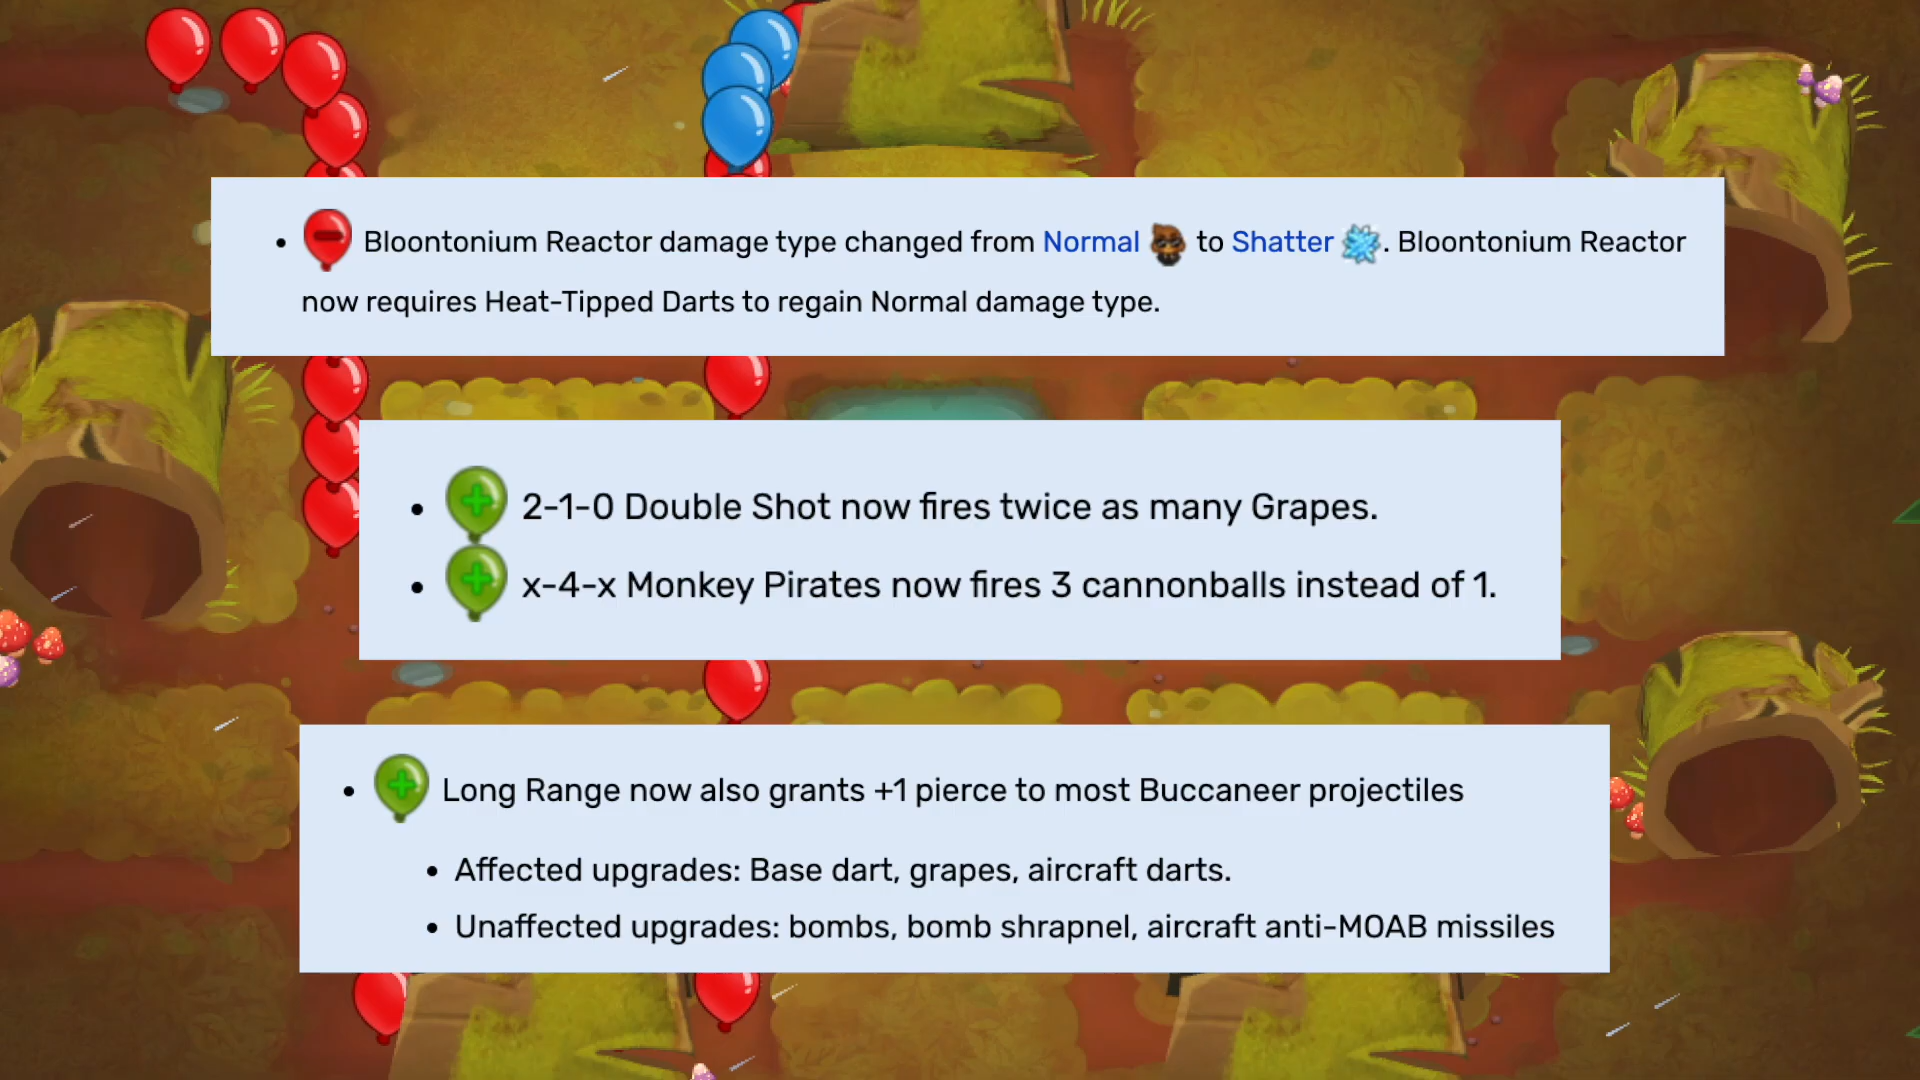 • Bloontonium Reactor damage type changed from Normal to Shatter. Bloontonium Reactor
now requires Heat-Tipped Darts to regain Normal damage type.
• 2-1-0 Double Shot now fires twice as many Grapes.
• x-4-x Monkey Pirates now fires 3 cannonballs instead of 1.
• Long Range now also grants +1 pierce to most Buccaneer projectiles
• Affected upgrades: Base dart, grapes, aircraft darts.
• Unaffected upgrades: bombs, bomb shrapnel, aircraft anti-MOAB missiles